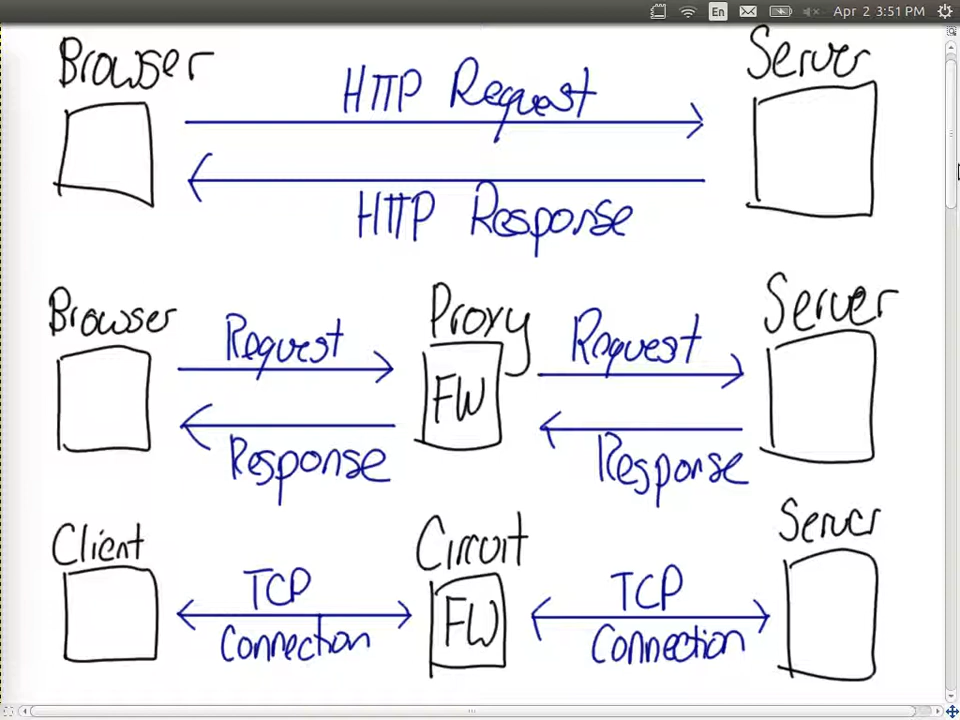 En Apr 2 3:51 PM
Browser
Server
HTTP Request
HTTP Response
Browser
Proxy
Server
Request
Request
FW
Response
Response
Client
Circuit
Server
TCP
TCP
FW
Connection
Connection